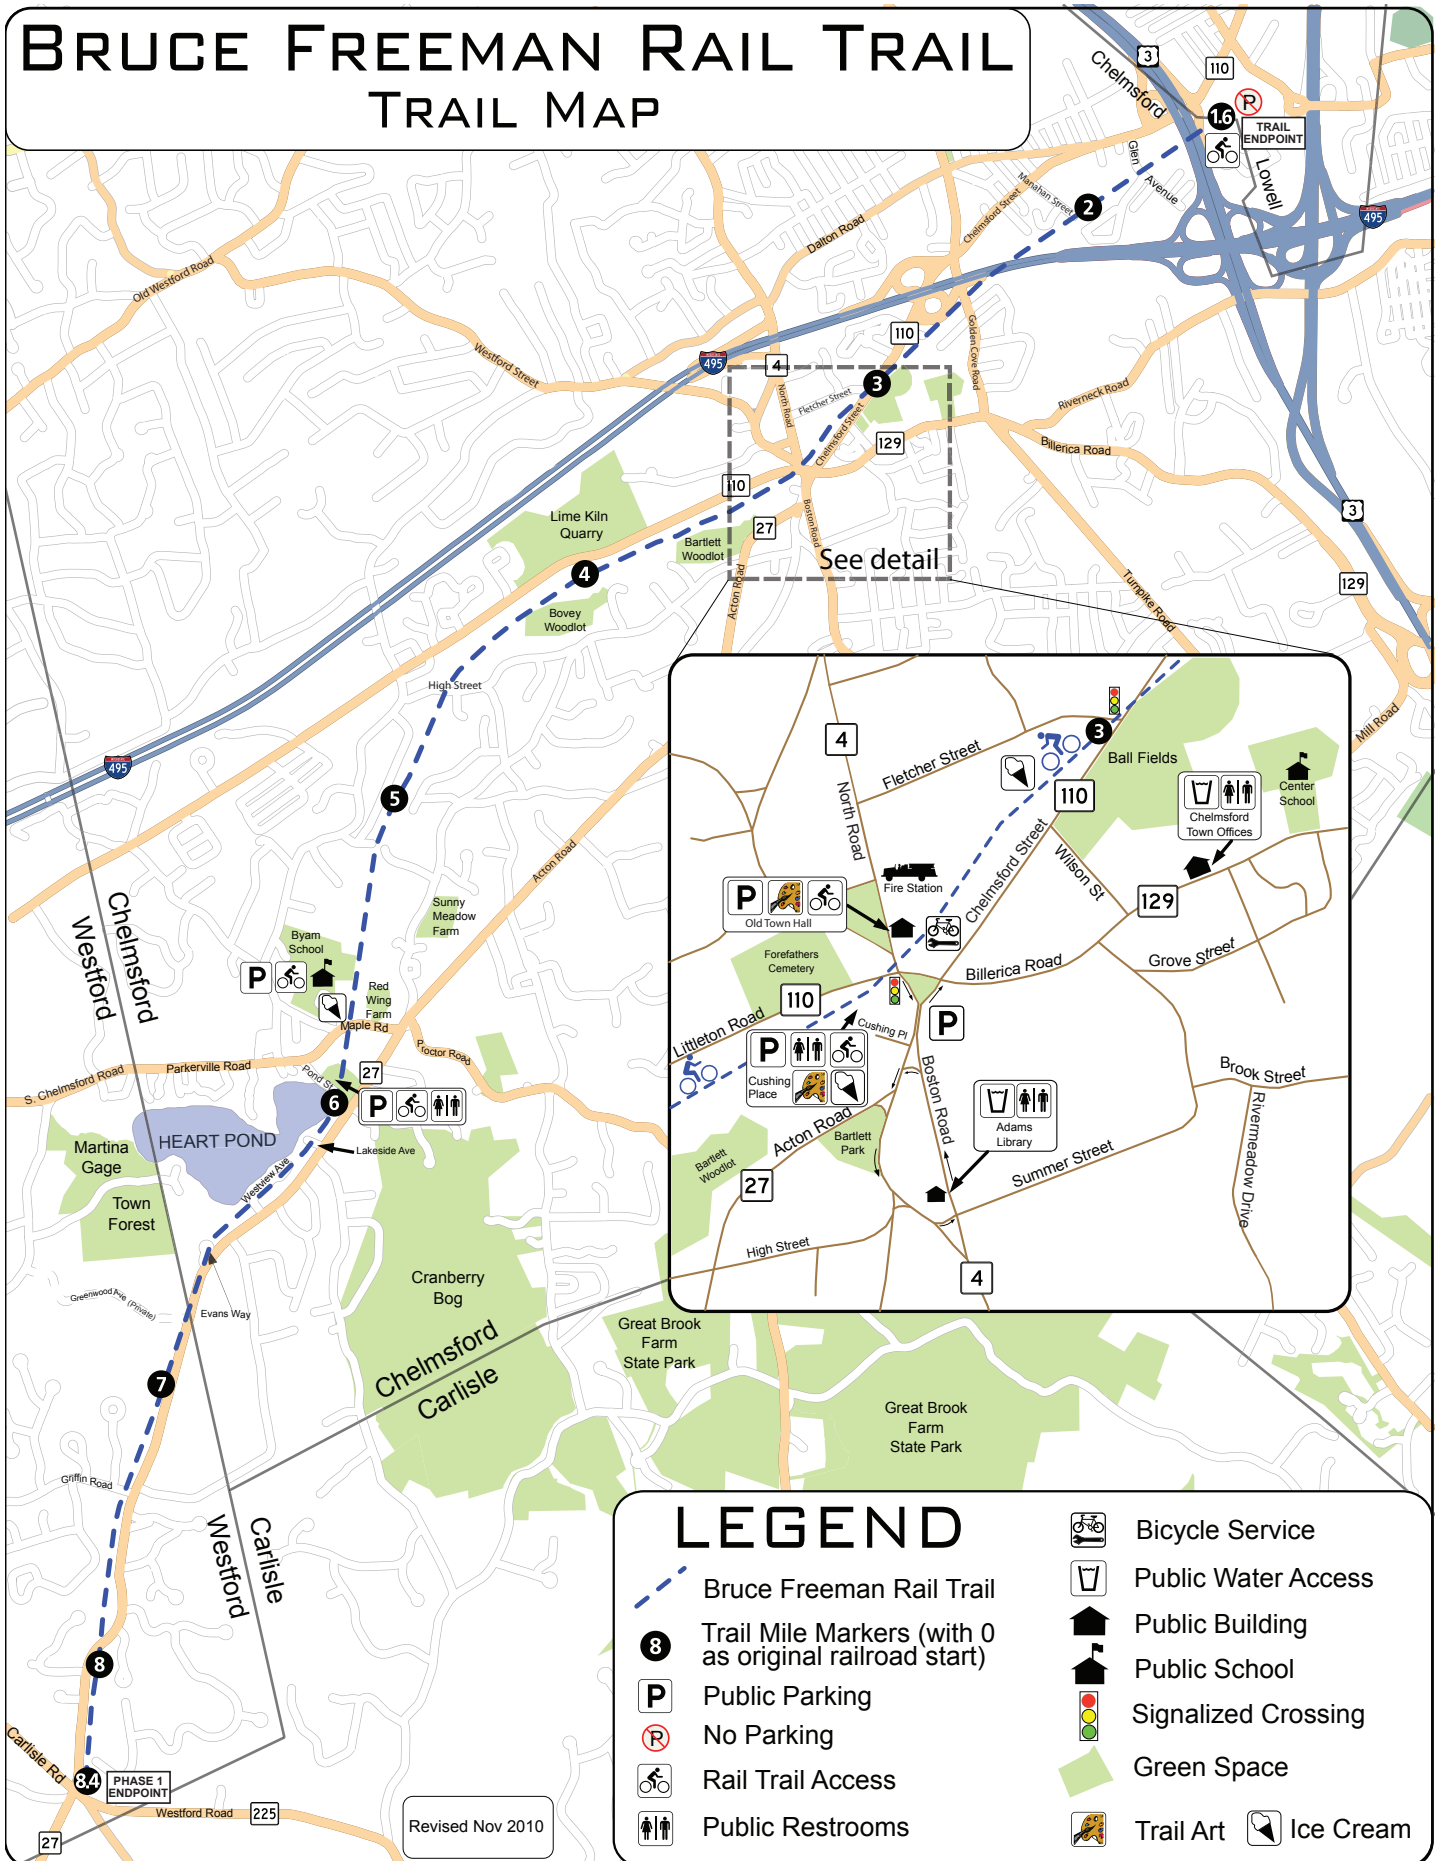 BRUCE FREEMAN RAIL TRAIL
TRAIL MAP
3
110
Chelmsford
1.6
P
TRAIL
ENDPOINT
Glen
Avenue
Lowell
Manahan Street
2
495
Chelmsford Street
Dalton Road
Old Westford Road
Westford Street
110
Golden Cove Road
495
4
3
North Road
Fletcher Street
Chelmsford Street
129
Riverneck Road
Billerica Road
110
Boston Road
27
3
Lime Kiln
Quarry
Bartlett
Woodlot
See detail
4
129
Acton Road
Turnpike Road
Bovey
Woodlot
High Street
Mill Road
495
5
Acton Road
Chelmsford
Westford
Sunny
Meadow
Farm
Byam
School
P
Red
Wing
Farm
Maple Rd
Proctor Road
S. Chelmsford Road
Parkerville Road
Pond St
27
6
P
HEART POND
Lakeside Ave
Westview Ave
Martina
Gage
Town
Forest
Cranberry
Bog
Greenwood Ave (Private)
Evans Way
Chelmsford
Carlisle
Great Brook
Farm
State Park
Great Brook
Farm
State Park
7
Griffin Road
Carlisle
Westford
8
Carlisle Rd
8.4
PHASE 1
ENDPOINT
Westford Road
225
27
Revised Nov 2010
4
Fletcher Street
3
Ball Fields
110
Center
School
North Road
Chelmsford
Town Offices
Chelmsford Street
Wilson St
Fire Station
129
P
Old Town Hall
Forefathers
Cemetery
Billerica Road
Grove Street
110
Littleton Road
Cushing Pl
P
P
Cushing
Place
Boston Road
Brook Street
Adams
Library
Rivermeadow Drive
Acton Road
Bartlett
Park
Bartlett
Woodlot
27
Summer Street
High Street
4
LEGEND
Bruce Freeman Rail Trail
8
Trail Mile Markers (with 0
as original railroad start)
P
Public Parking
P
No Parking
Rail Trail Access
Public Restrooms
Bicycle Service
Public Water Access
Public Building
Public School
Signalized Crossing
Green Space
Trail Art
Ice Cream